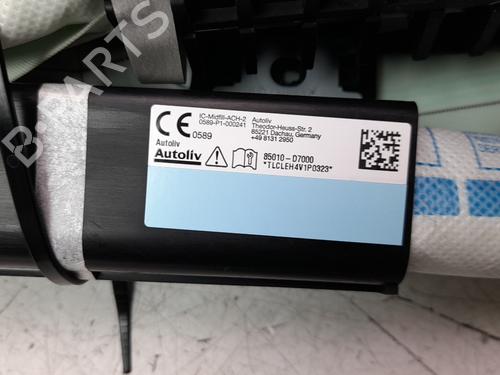 B-PARTS
CE
0589
IC-Midfill-ACH-2
0589-P1-000241
Autoliv
Theodor-Heuss-Str. 2
85221 Dachau, Germany
+49 8131 2950
Autoliv
Autoliv
85010 - D7000
*TLCLEH4V1P0323*